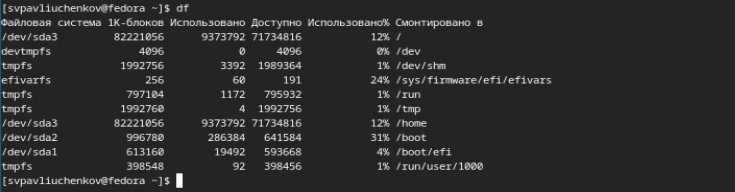 [svpavliuchenkov@fedora ~]$ df
Файловая система 1K-блоков Использовано Доступно Использовано% Смонтировано в
/dev/sda3 82221056 9373792 71734816 12% /
devtmpfs 4096 0 4096 0% /dev
tmpfs 1992756 3392 1989364 1% /dev/shm
efivarfs 256 60 191 24% /sys/firmware/efi/efivars
tmpfs 797104 1172 795932 1% /run
tmpfs 1992760 4 1992756 1% /tmp
/dev/sda3 82221056 9373792 71734816 12% /home
/dev/sda2 996780 286384 641584 31% /boot
/dev/sda1 613160 19492 593668 4% /boot/efi
tmpfs 398548 92 398456 1% /run/user/1000
[svpavliuchenkov@fedora ~]$